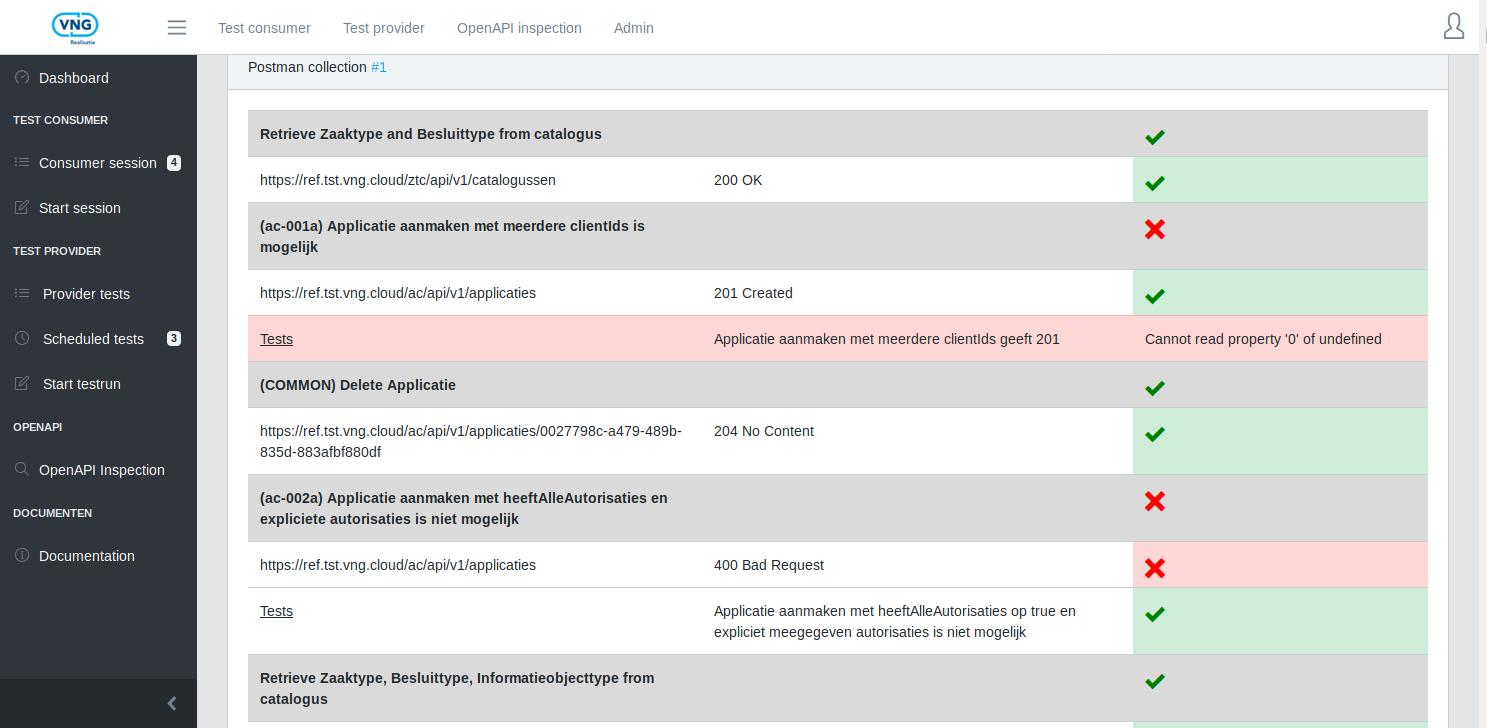 VNG
Realisatie
Test consumer
Test provider
OpenAPI inspection
Admin
Dashboard
TEST CONSUMER
Consumer session 4
Start session
TEST PROVIDER
Provider tests
Scheduled tests 3
Start testrun
OPENAPI
OpenAPI Inspection
DOCUMENTEN
Documentation
Postman collection #1
Retrieve Zaaktype and Besluittype from catalogus
https://ref.tst.vng.cloud/ztc/api/v1/catalogussen
200 OK
(ac-001a) Applicatie aanmaken met meerdere clientIds is
mogelijk
https://ref.tst.vng.cloud/ac/api/v1/applicaties
201 Created
Tests
Applicatie aanmaken met meerdere clientIds geeft 201
Cannot read property '0' of undefined
(COMMON) Delete Applicatie
https://ref.tst.vng.cloud/ac/api/v1/applicaties/0027798c-a479-489b-
835d-883afbf880df
204 No Content
(ac-002a) Applicatie aanmaken met heeftAlleAutorisaties en
expliciete autorisaties is niet mogelijk
https://ref.tst.vng.cloud/ac/api/v1/applicaties
400 Bad Request
Tests
Applicatie aanmaken met heeftAlleAutorisaties op true en
expliciet meegegeven autorisaties is niet mogelijk
Retrieve Zaaktype, Besluittype, Informatieobjecttype from
catalogus